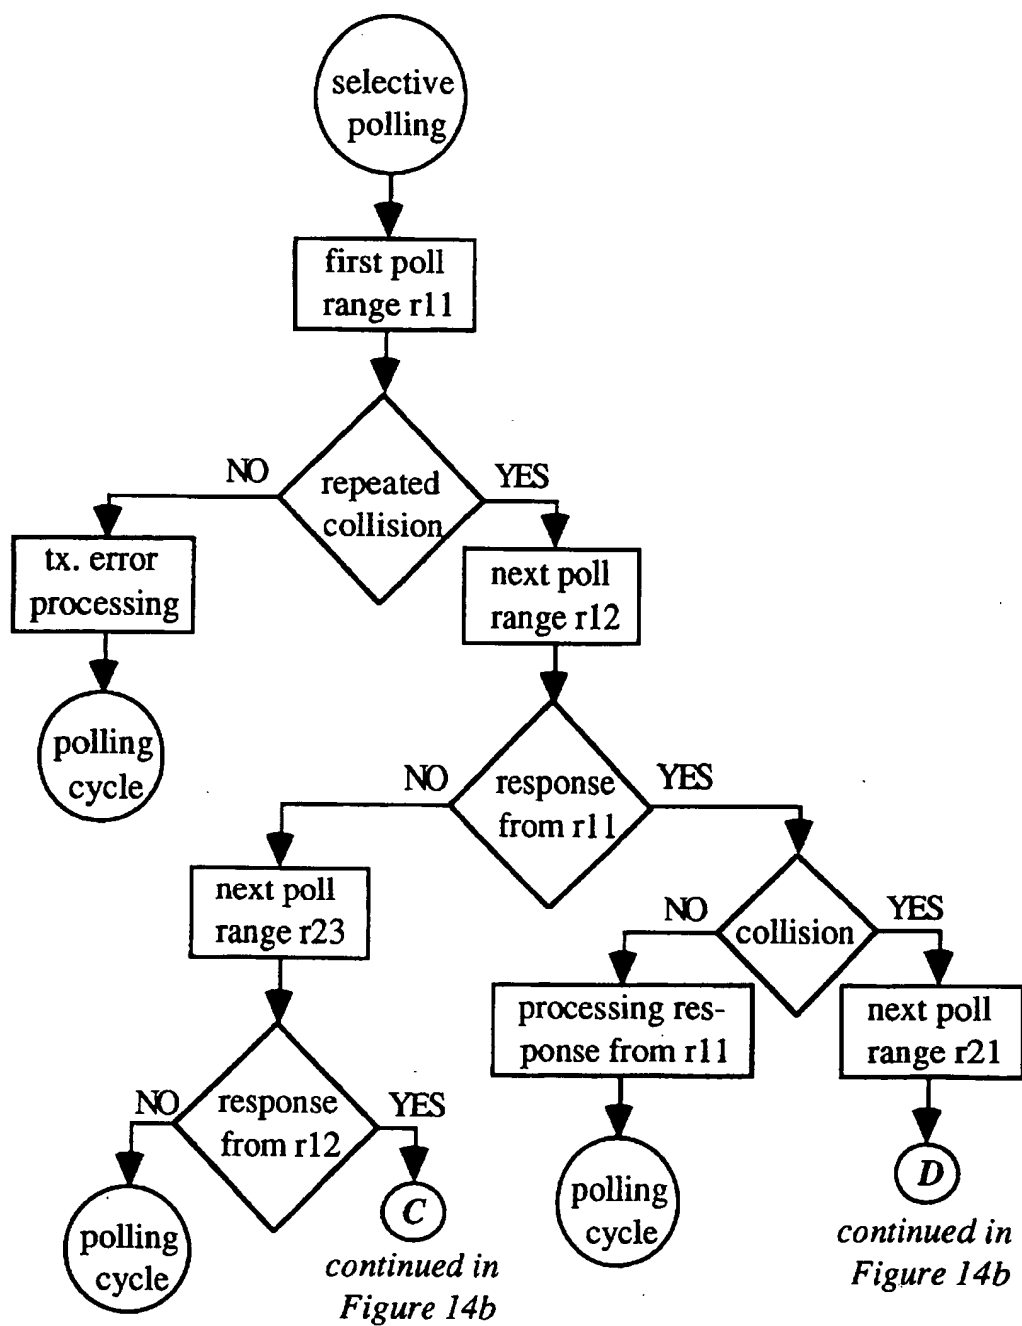 selective
polling
first poll
range r11
NO
repeated
collision
YES
tx. error
processing
next poll
range r12
polling
cycle
NO
response
from r11
YES
next poll
range r23
NO
collision
YES
processing res-
ponse from r11
next poll
range r21
NO
response
from r12
YES
polling
cycle
C
continued in
Figure 14b
polling
cycle
D
continued in
Figure 14b